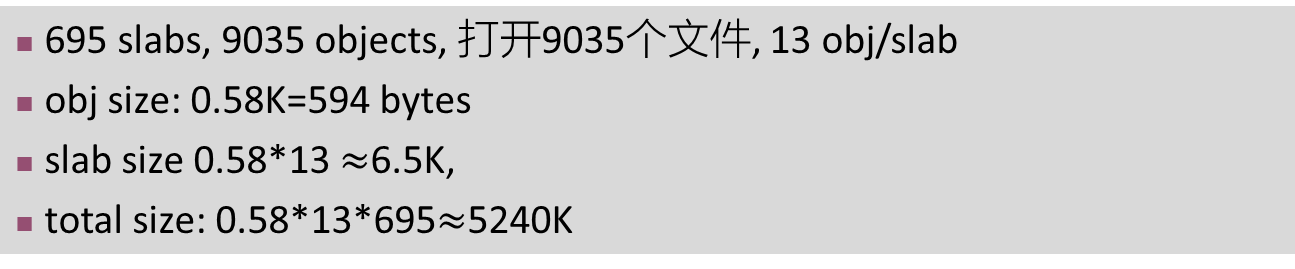 ▪ 695 slabs, 9035 objects, 打开9035个文件, 13 obj/slab
▪ obj size: 0.58K=594 bytes
▪ slab size 0.58*13 ≈6.5K,
▪ total size: 0.58*13*695≈5240K